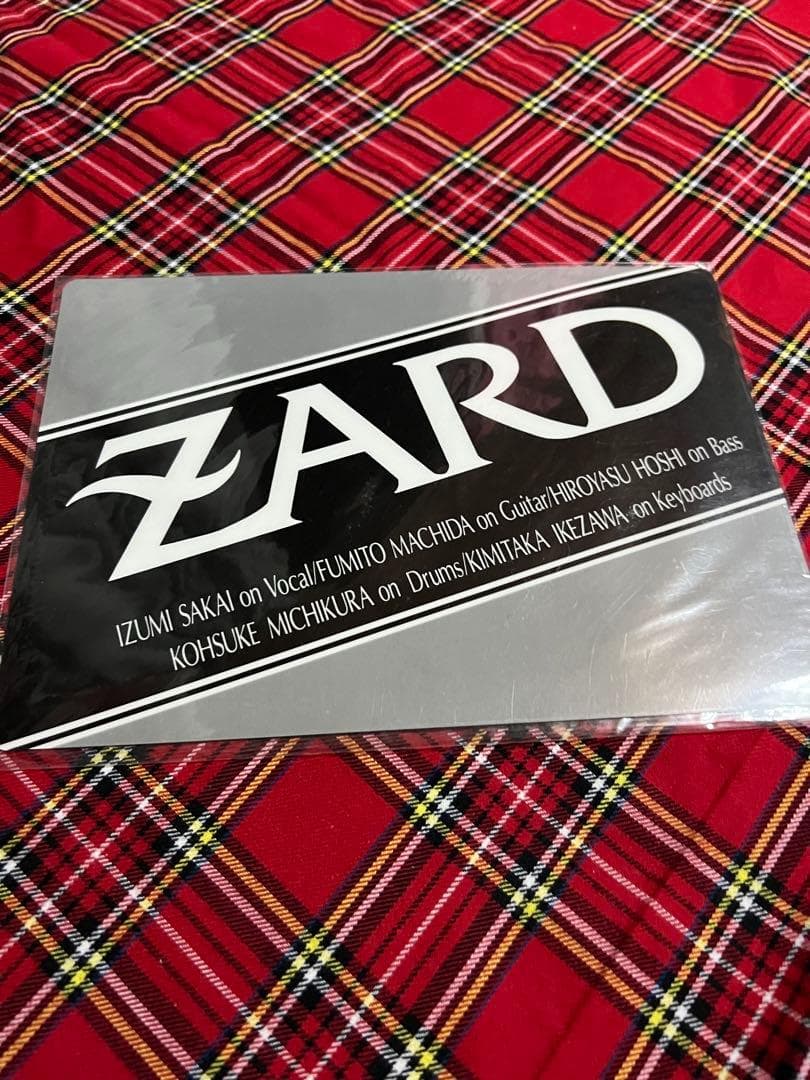 ZARD
IZUMI SAKAI on Vocal/FUMITO MACHIDA on Guitar/HIROYASU HOSHI on Bass
KOHSUKE MICHIKURA on Drums/KIMITAKA IKEZAWA on Keyboards